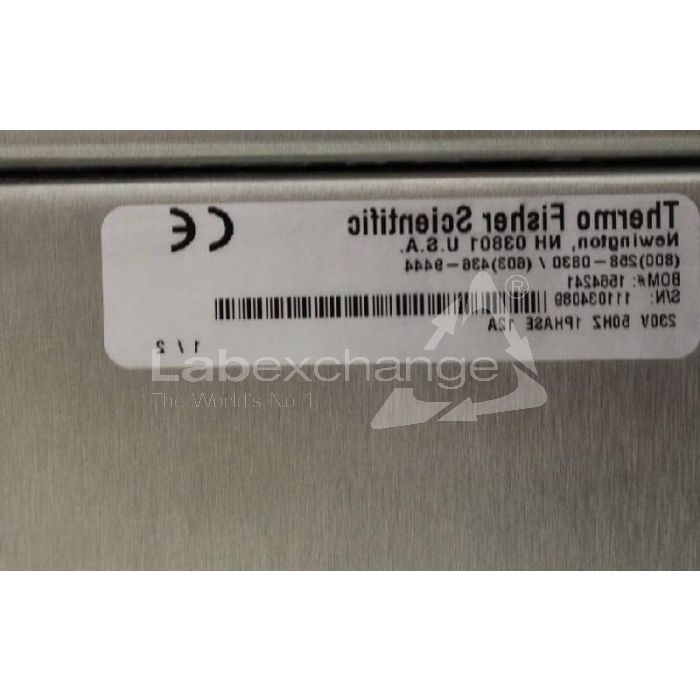 Thermo Fisher Scientific
Newington, NH 03801 U.S.A.
(800)258-0830 / (603)436-9444
BOM#: 1564241
S/N: 111034089
230V 50HZ 1PHASE 12A
1 / 2
CE
Labexchange
The World's No. 1
®